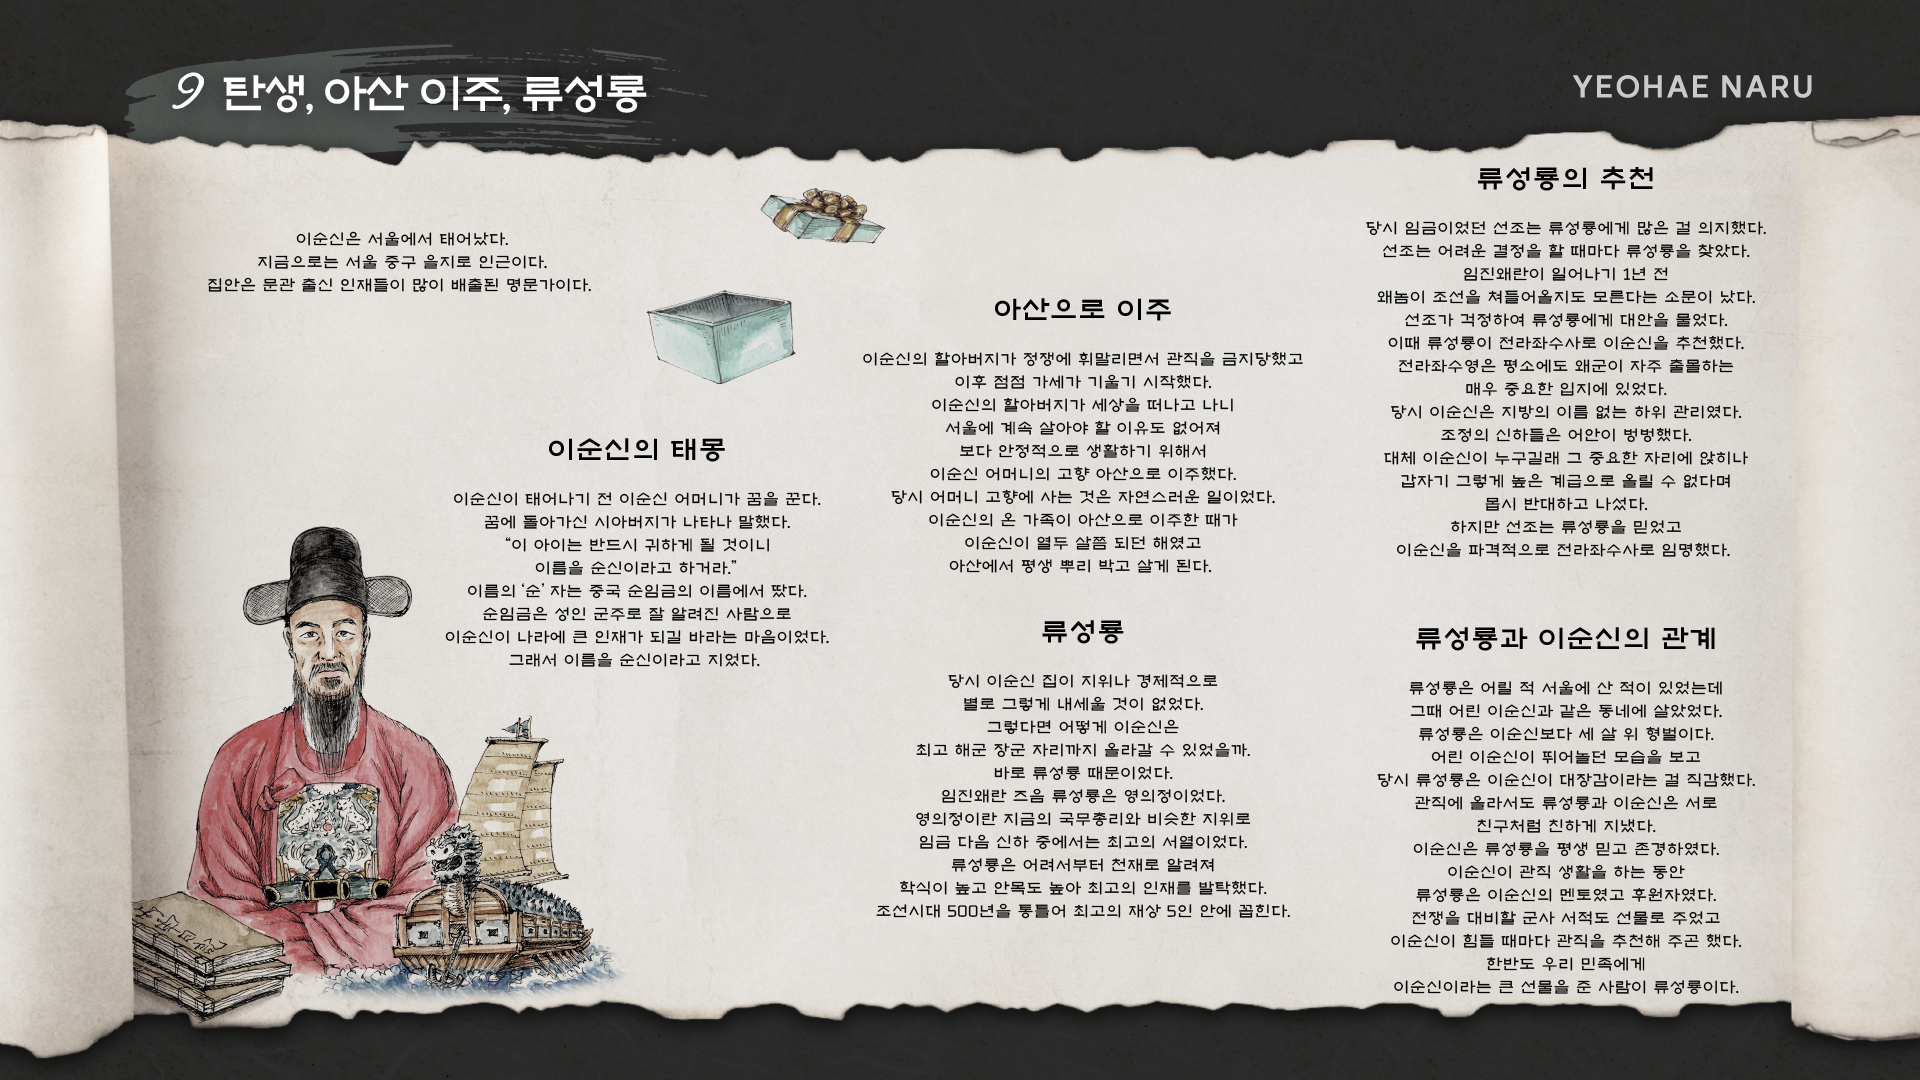 9 탄생, 아산 이주, 류성룡
YEOHAE NARU
이순신은 서울에서 태어났다.
지금으로는 서울 중구 을지로 인근이다.
집안은 문관 출신 인재들이 많이 배출된 명문가이다.
이순신의 태몽
이순신이 태어나기 전 이순신 어머니가 꿈을 꾼다.
꿈에 돌아가신 시아버지가 나타나 말했다.
“이 아이는 반드시 귀하게 될 것이니
이름을 순신이라고 하거라.”
이름의 ‘순’ 자는 중국 순임금의 이름에서 땄다.
순임금은 성인 군주로 잘 알려진 사람으로
이순신이 나라에 큰 인재가 되길 바라는 마음이었다.
그래서 이름을 순신이라고 지었다.
아산으로 이주
이순신의 할아버지가 정쟁에 휘말리면서 관직을 금지당했고
이후 점점 가세가 기울기 시작했다.
이순신의 할아버지가 세상을 떠나고 나니
서울에 계속 살아야 할 이유도 없어져
보다 안정적으로 생활하기 위해서
이순신 어머니의 고향 아산으로 이주했다.
당시 어머니 고향에 사는 것은 자연스러운 일이었다.
이순신의 온 가족이 아산으로 이주한 때가
이순신이 열두 살쯤 되던 해였고
아산에서 평생 뿌리 박고 살게 된다.
류성룡
당시 이순신 집이 지위나 경제적으로
별로 그렇게 내세울 것이 없었다.
그렇다면 어떻게 이순신은
최고 해군 장군 자리까지 올라갈 수 있었을까.
바로 류성룡 때문이었다.
임진왜란 즈음 류성룡은 영의정이었다.
영의정이란 지금의 국무총리와 비슷한 지위로
임금 다음 신하 중에서는 최고의 서열이었다.
류성룡은 어려서부터 천재로 알려져
학식이 높고 안목도 높아 최고의 인재를 발탁했다.
조선시대 500년을 통틀어 최고의 재상 5인 안에 꼽힌다.
류성룡의 추천
당시 임금이었던 선조는 류성룡에게 많은 걸 의지했다.
선조는 어려운 결정을 할 때마다 류성룡을 찾았다.
임진왜란이 일어나기 1년 전
왜놈이 조선을 쳐들어올지도 모른다는 소문이 났다.
선조가 걱정하여 류성룡에게 대안을 물었다.
이때 류성룡이 전라좌수사로 이순신을 추천했다.
전라좌수영은 평소에도 왜군이 자주 출몰하는
매우 중요한 입지에 있었다.
당시 이순신은 지방의 이름 없는 하위 관리였다.
조정의 신하들은 어안이 벙벙했다.
대체 이순신이 누구길래 그 중요한 자리에 앉히나
갑자기 그렇게 높은 계급으로 올릴 수 없다며
몹시 반대하고 나섰다.
하지만 선조는 류성룡을 믿었고
이순신을 파격적으로 전라좌수사로 임명했다.
류성룡과 이순신의 관계
류성룡은 어릴 적 서울에 산 적이 있었는데
그때 어린 이순신과 같은 동네에 살았었다.
류성룡은 이순신보다 세 살 위 형벌이다.
어린 이순신이 뛰어놀던 모습을 보고
당시 류성룡은 이순신이 대장감이라는 걸 직감했다.
관직에 올라서도 류성룡과 이순신은 서로
친구처럼 친하게 지냈다.
이순신은 류성룡을 평생 믿고 존경하였다.
이순신이 관직 생활을 하는 동안
류성룡은 이순신의 멘토였고 후원자였다.
전쟁을 대비할 군사 서적도 선물로 주었고
이순신이 힘들 때마다 관직을 추천해 주곤 했다.
한반도 우리 민족에게
이순신이라는 큰 선물을 준 사람이 류성룡이다.